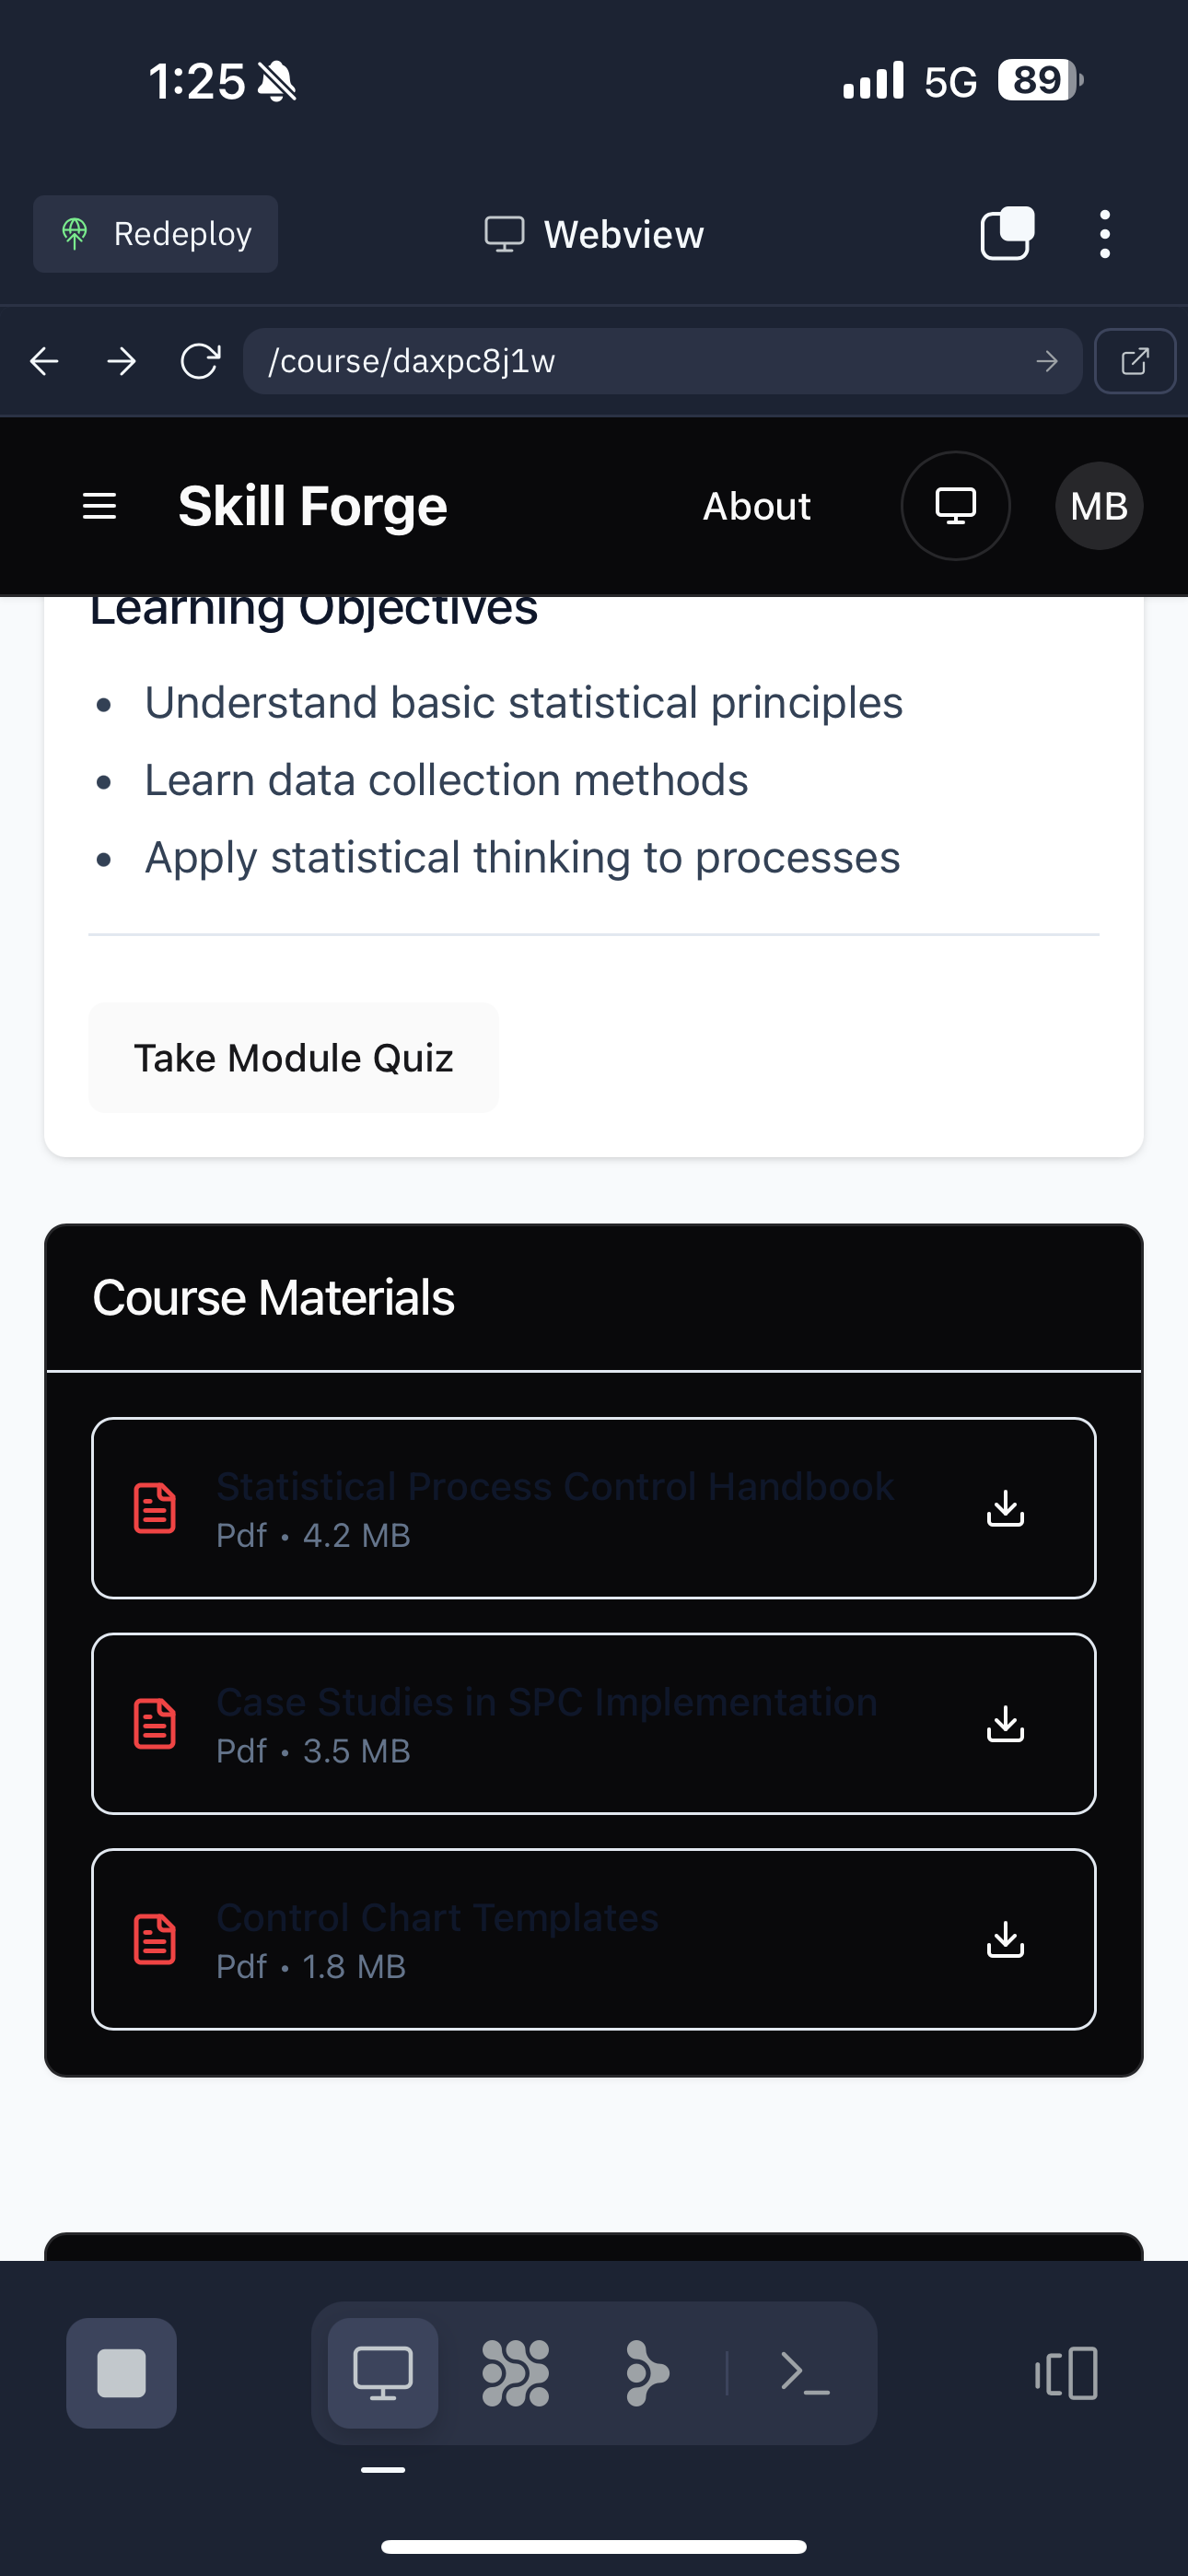 1:25
5G
89
Redeploy
Webview
/course/daxpc8j1w
Skill Forge
About
MB
Learning Objectives
• Understand basic statistical principles
• Learn data collection methods
• Apply statistical thinking to processes
Take Module Quiz
Course Materials
Statistical Process Control Handbook
Pdf • 4.2 MB
Case Studies in SPC Implementation
Pdf • 3.5 MB
Control Chart Templates
Pdf • 1.8 MB